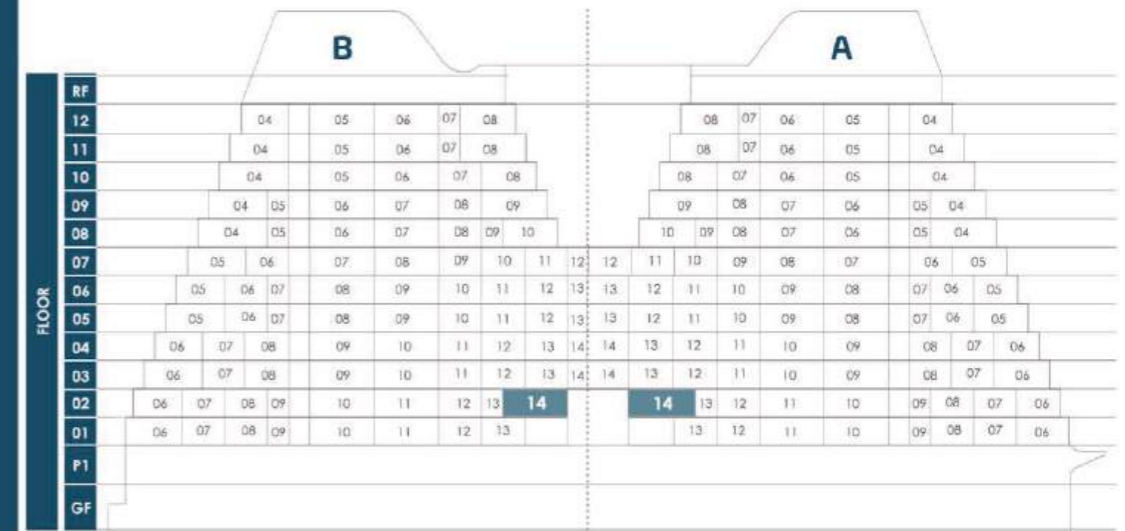 B A
FLOOR
RF
12 04 05 06 07 08 08 07 06 05 04
11 04 05 06 07 08 08 07 06 05 04
10 04 05 06 07 08 08 07 06 05 04
09 04 05 06 07 08 09 09 08 07 06 05 04
08 04 05 06 07 08 09 10 10 09 08 07 06 05 04
07 05 06 07 08 09 10 11 12 12 11 10 09 08 07 06 05
06 05 06 07 08 09 10 11 12 13 13 12 11 10 09 08 07 06 05
05 05 06 07 08 09 10 11 12 13 13 12 11 10 09 08 07 06 05
04 06 07 08 09 10 11 12 13 14 14 13 12 11 10 09 08 07 06
03 06 07 08 09 10 11 12 13 14 14 13 12 11 10 09 08 07 06
02 06 07 08 09 10 11 12 13 14 14 13 12 11 10 09 08 07 06
01 06 07 08 09 10 11 12 13 13 12 11 10 09 08 07 06
P1
GF